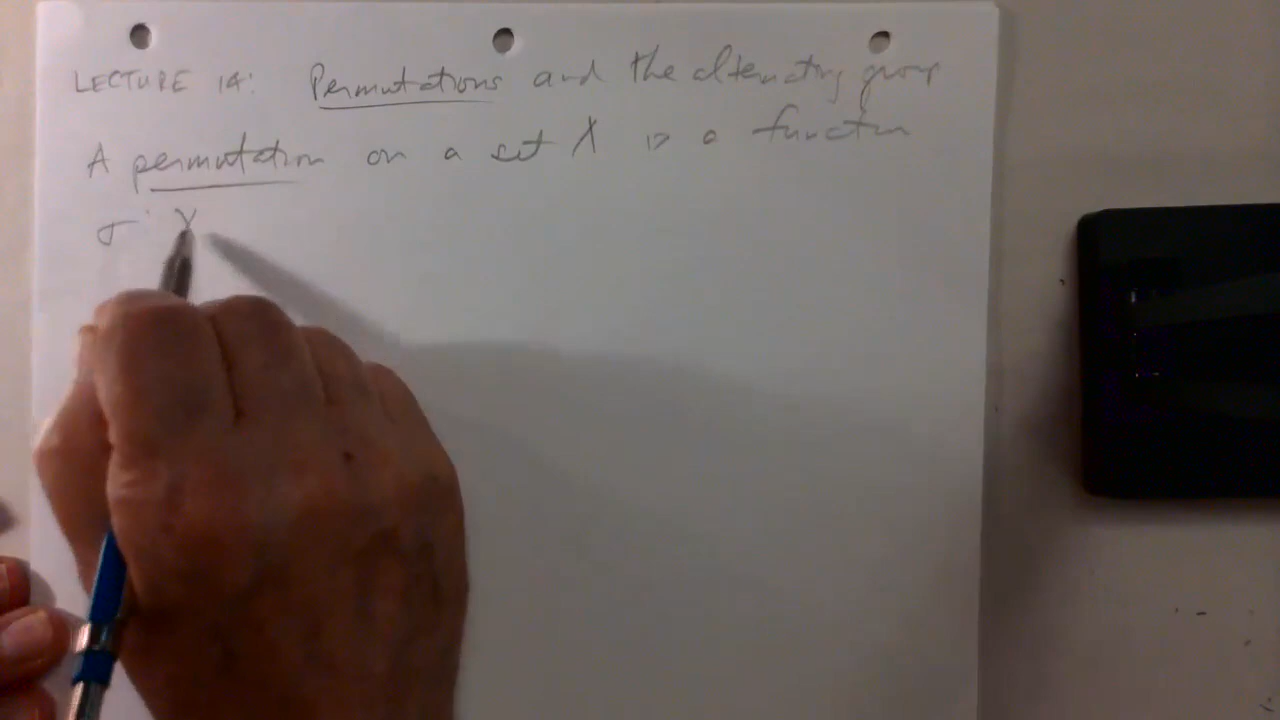 LECTURE 14: Permutations and the alternating group
A permutation on a set X is a function
σ: X